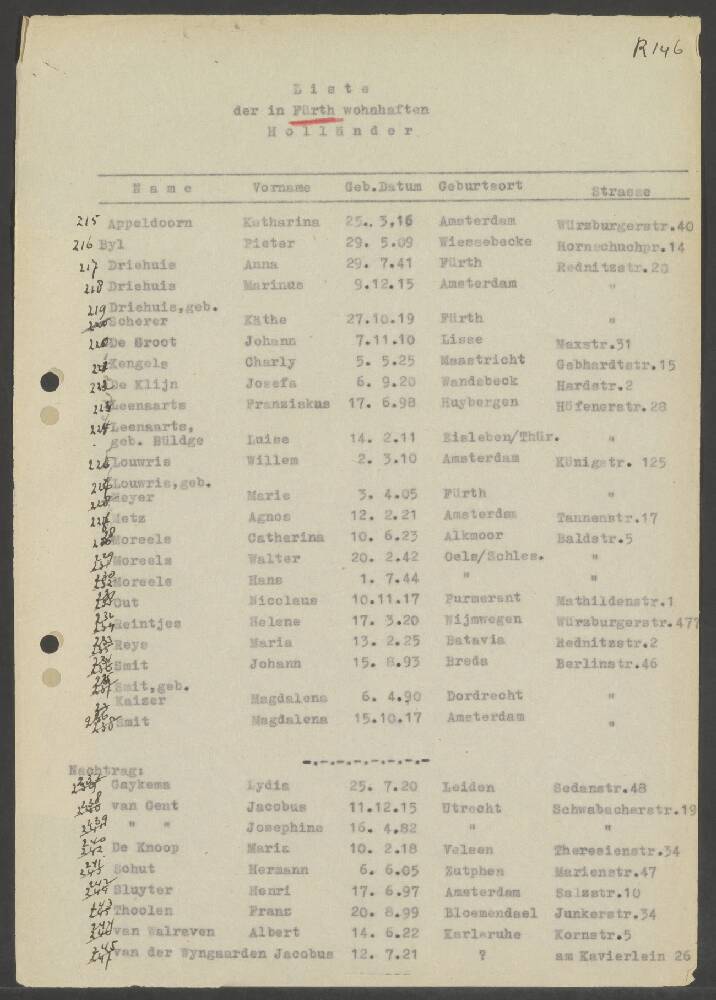 R146
Liste
der in Fürth wohnhaften
Holländer
Name Vorname Geb.Datum Geburtsort Strasse
215 Appeldoorn Katharina 25. 3.16 Amsterdam Würzburgerstr.40
216 Byl Pieter 29. 5.09 Wiessebecke Hornschuchpr.14
217 Driehuis Anna 29. 7.41 Fürth Rednitzstr.20
218 Driehuis Marinus 9.12.15 Amsterdam "
219 Driehuis,geb.
Scherer Käthe 27.10.19 Fürth "
De Groot Johann 7.11.10 Lisse Maxstr.31
Kengels Charly 5. 5.25 Maastricht Gebhardtstr.15
De Klijn Josefa 6. 9.20 Wandsbeck Hardstr.2
Leenaarts Franziskus 17. 6.98 Huybergen Höfenerstr.28
Leenaarts,
geb. Büldge Luise 14. 2.11 Eisleben/Thür. "
Louwris Willem 2. 3.10 Amsterdam Königstr. 125
Louwris,geb.
Meyer Marie 3. 4.05 Fürth "
Metz Agnes 12. 2.21 Amsterdam Tannenstr.17
Moreels Catherina 10. 6.23 Alkmoor Baldstr.5
Moreels Walter 20. 2.42 Oels/Schles. "
Moreels Hans 1. 7.44 " "
Out Nicolaus 10.11.17 Purmerent Mathildenstr.1
Reintjes Helene 17. 3.20 Nijmwegen Würzburgerstr.477
Reys Maria 13. 2.25 Batavia Rednitzstr.2
Smit Johann 15. 8.93 Breda Berlinstr.46
Smit,geb.
Kaizer Magdalena 6. 4.90 Dordrecht "
Smit Magdalena 15.10.17 Amsterdam "
Nachtrag:
Gaykema Lydia 25. 7.20 Leiden Sedanstr.48
van Gent Jacobus 11.12.15 Utrecht Schwabacherstr.19
" " Josephine 16. 4.82 " "
De Knoop Maria 10. 2.18 Velsen Theresienstr.34
Schut Hermann 6. 6.05 Zutphen Marienstr.47
Sluyter Henri 17. 6.97 Amsterdam Salzstr.10
Thoolen Franz 20. 8.99 Bloemendael Junkerstr.34
van Walraven Albert 14. 6.22 Karlsruhe Kornstr.5
van der Wyngaarden Jacobus 12. 7.21 ? am Kavierlein 26